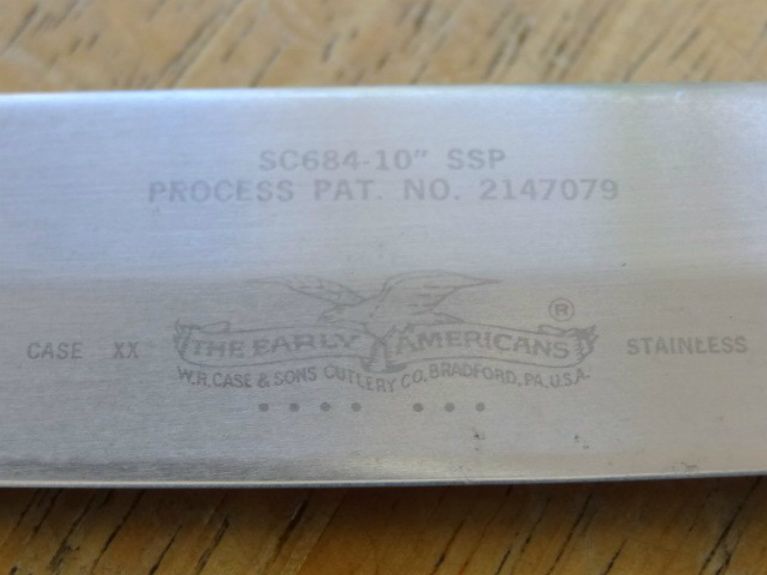 SC684-10" SSP
PROCESS PAT. NO. 2147079
CASE XX THE EARLY AMERICANS ® STAINLESS
W.R. CASE & SONS CUTLERY CO. BRADFORD, PA. U.S.A.